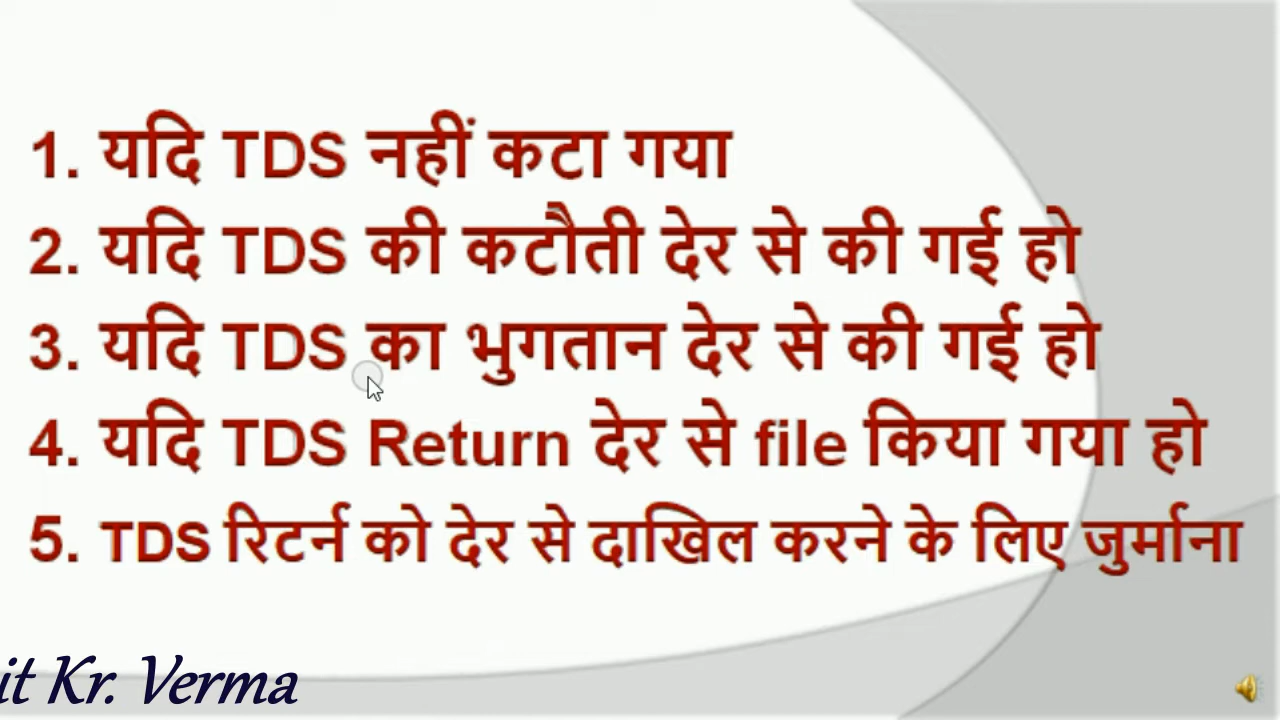 1. यदि TDS नहीं कटा गया
2. यदि TDS की कटौती देर से की गई हो
3. यदि TDS का भुगतान देर से की गई हो
4. यदि TDS Return देर से file किया गया हो
5. TDS रिटर्न को देर से दाखिल करने के लिए जुर्माना
it Kr. Verma